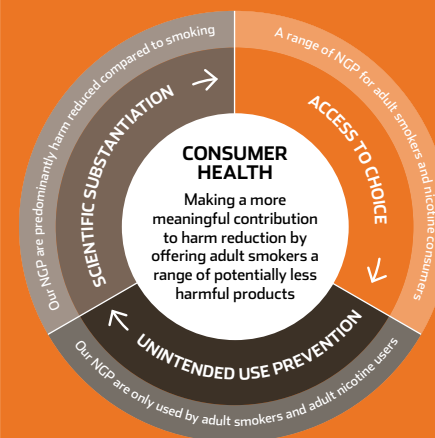 CONSUMER
HEALTH
Making a more
meaningful contribution
to harm reduction by
offering adult smokers a
range of potentially less
harmful products
ACCESS TO CHOICE
A range of NGP for adult smokers and nicotine consumers
UNINTENDED USE PREVENTION
Our NGP are only used by adult smokers and adult nicotine users
SCIENTIFIC SUBSTANTIATION
Our NGP are predominantly harm reduced compared to smoking